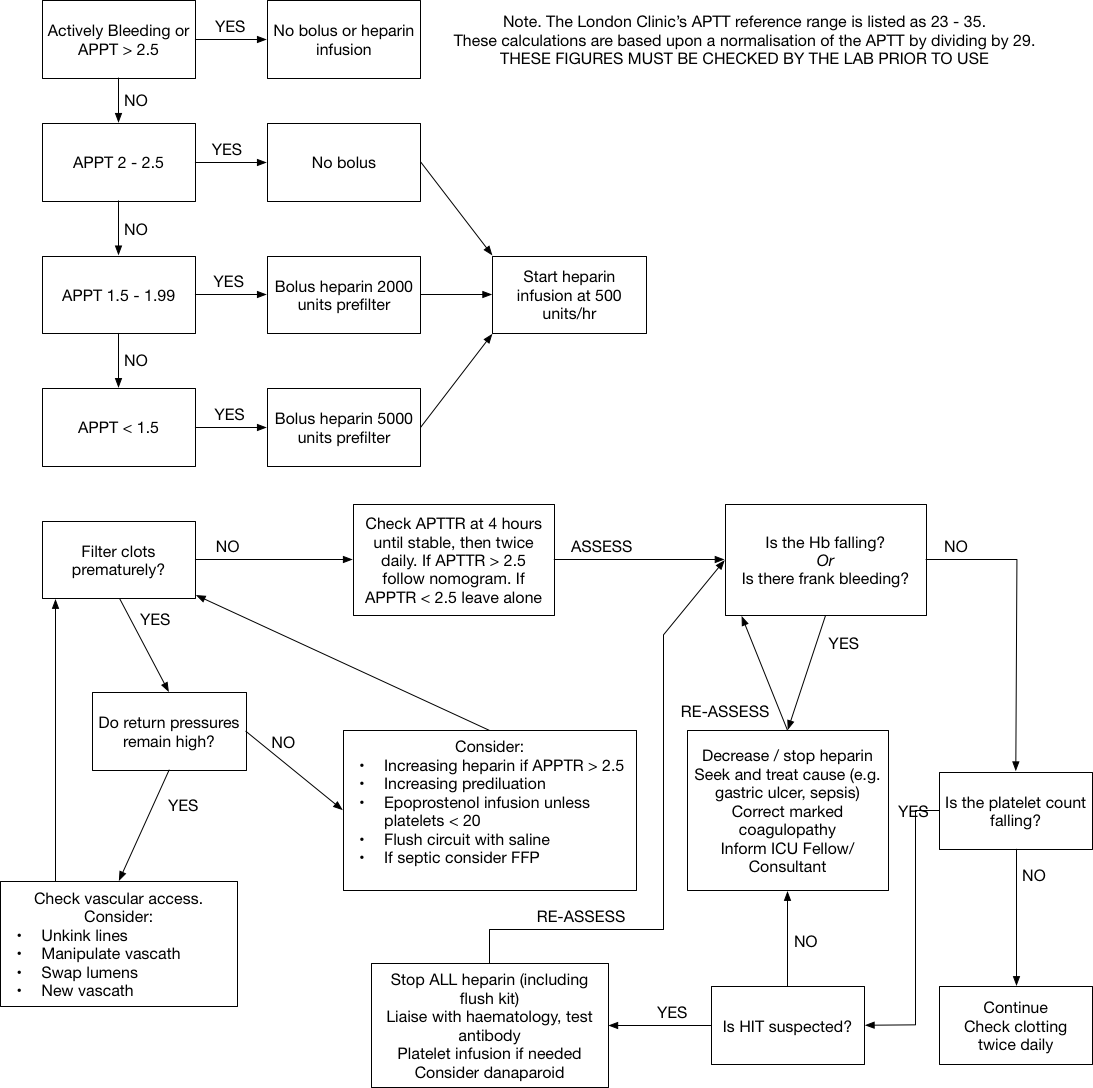 Actively Bleeding or
APPT > 2.5
YES
No bolus or heparin
infusion
Note. The London Clinic's APTT reference range is listed as 23 - 35.
These calculations are based upon a normalisation of the APTT by dividing by 29.
THESE FIGURES MUST BE CHECKED BY THE LAB PRIOR TO USE
NO
APPT 2 - 2.5
YES
No bolus
NO
APPT 1.5 - 1.99
YES
Bolus heparin 2000
units prefilter
Start heparin
infusion at 500
units/hr
NO
APPT < 1.5
YES
Bolus heparin 5000
units prefilter
Filter clots
prematurely?
NO
Check APTTR at 4 hours
until stable, then twice
daily. If APTTR > 2.5
follow nomogram. If
APPTR < 2.5 leave alone
ASSESS
Is the Hb falling?
Or
Is there frank bleeding?
NO
YES
YES
Do return pressures
remain high?
NO
YES
Consider:
• Increasing heparin if APPTR > 2.5
• Increasing prediluation
• Epoprostenol infusion unless
platelets < 20
• Flush circuit with saline
• If septic consider FFP
RE-ASSESS
Decrease / stop heparin
Seek and treat cause (e.g.
gastric ulcer, sepsis)
Correct marked
coagulopathy
Inform ICU Fellow/
Consultant
YES
Is the platelet count
falling?
Check vascular access.
Consider:
• Unkink lines
• Manipulate vascath
• Swap lumens
• New vascath
RE-ASSESS
NO
NO
Stop ALL heparin (including
flush kit)
Liaise with haematology, test
antibody
Platelet infusion if needed
Consider danaparoid
YES
Is HIT suspected?
Continue
Check clotting
twice daily